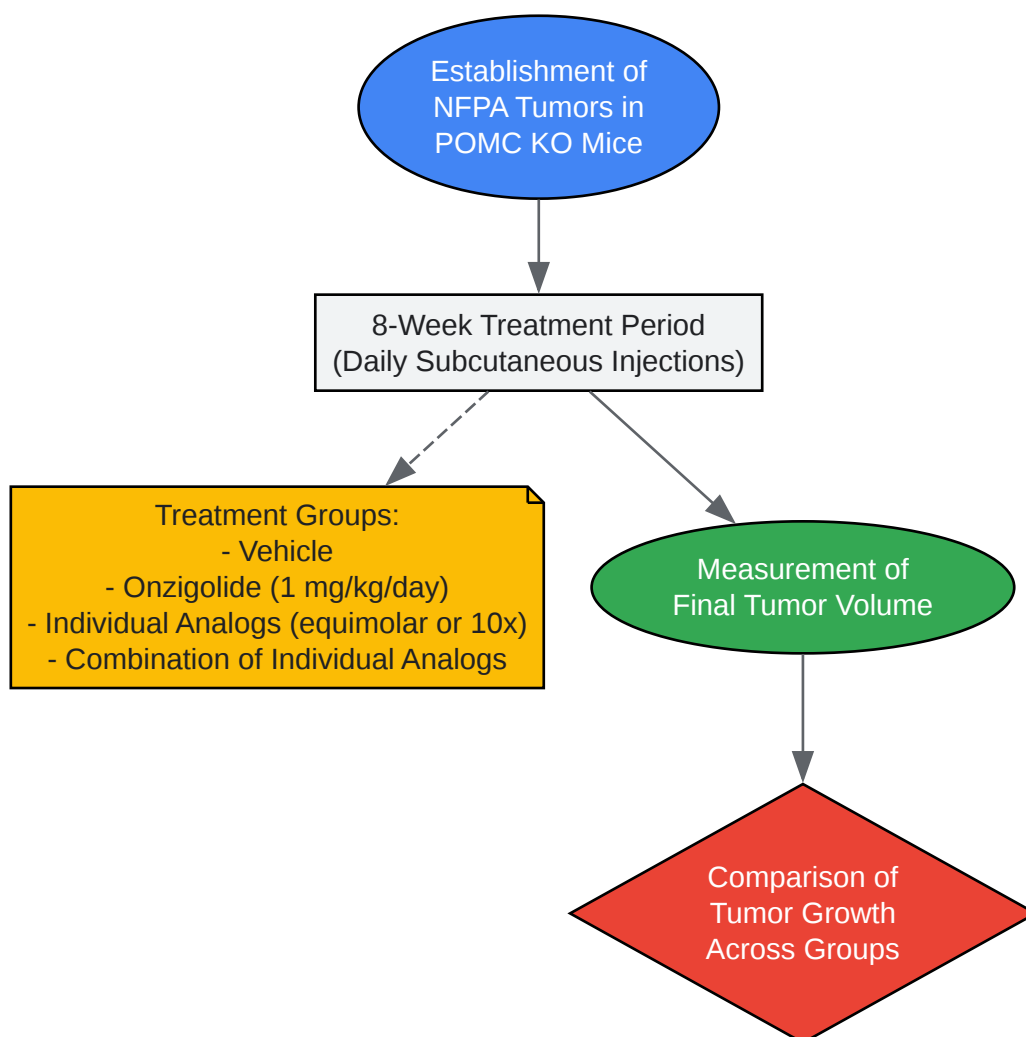 Establishment of
NFPA Tumors in
POMC KO Mice
8-Week Treatment Period
(Daily Subcutaneous Injections)
Treatment Groups:
- Vehicle
- Onzigolide (1 mg/kg/day)
- Individual Analogs (equimolar or 10x)
- Combination of Individual Analogs
Measurement of
Final Tumor Volume
Comparison of
Tumor Growth
Across Groups